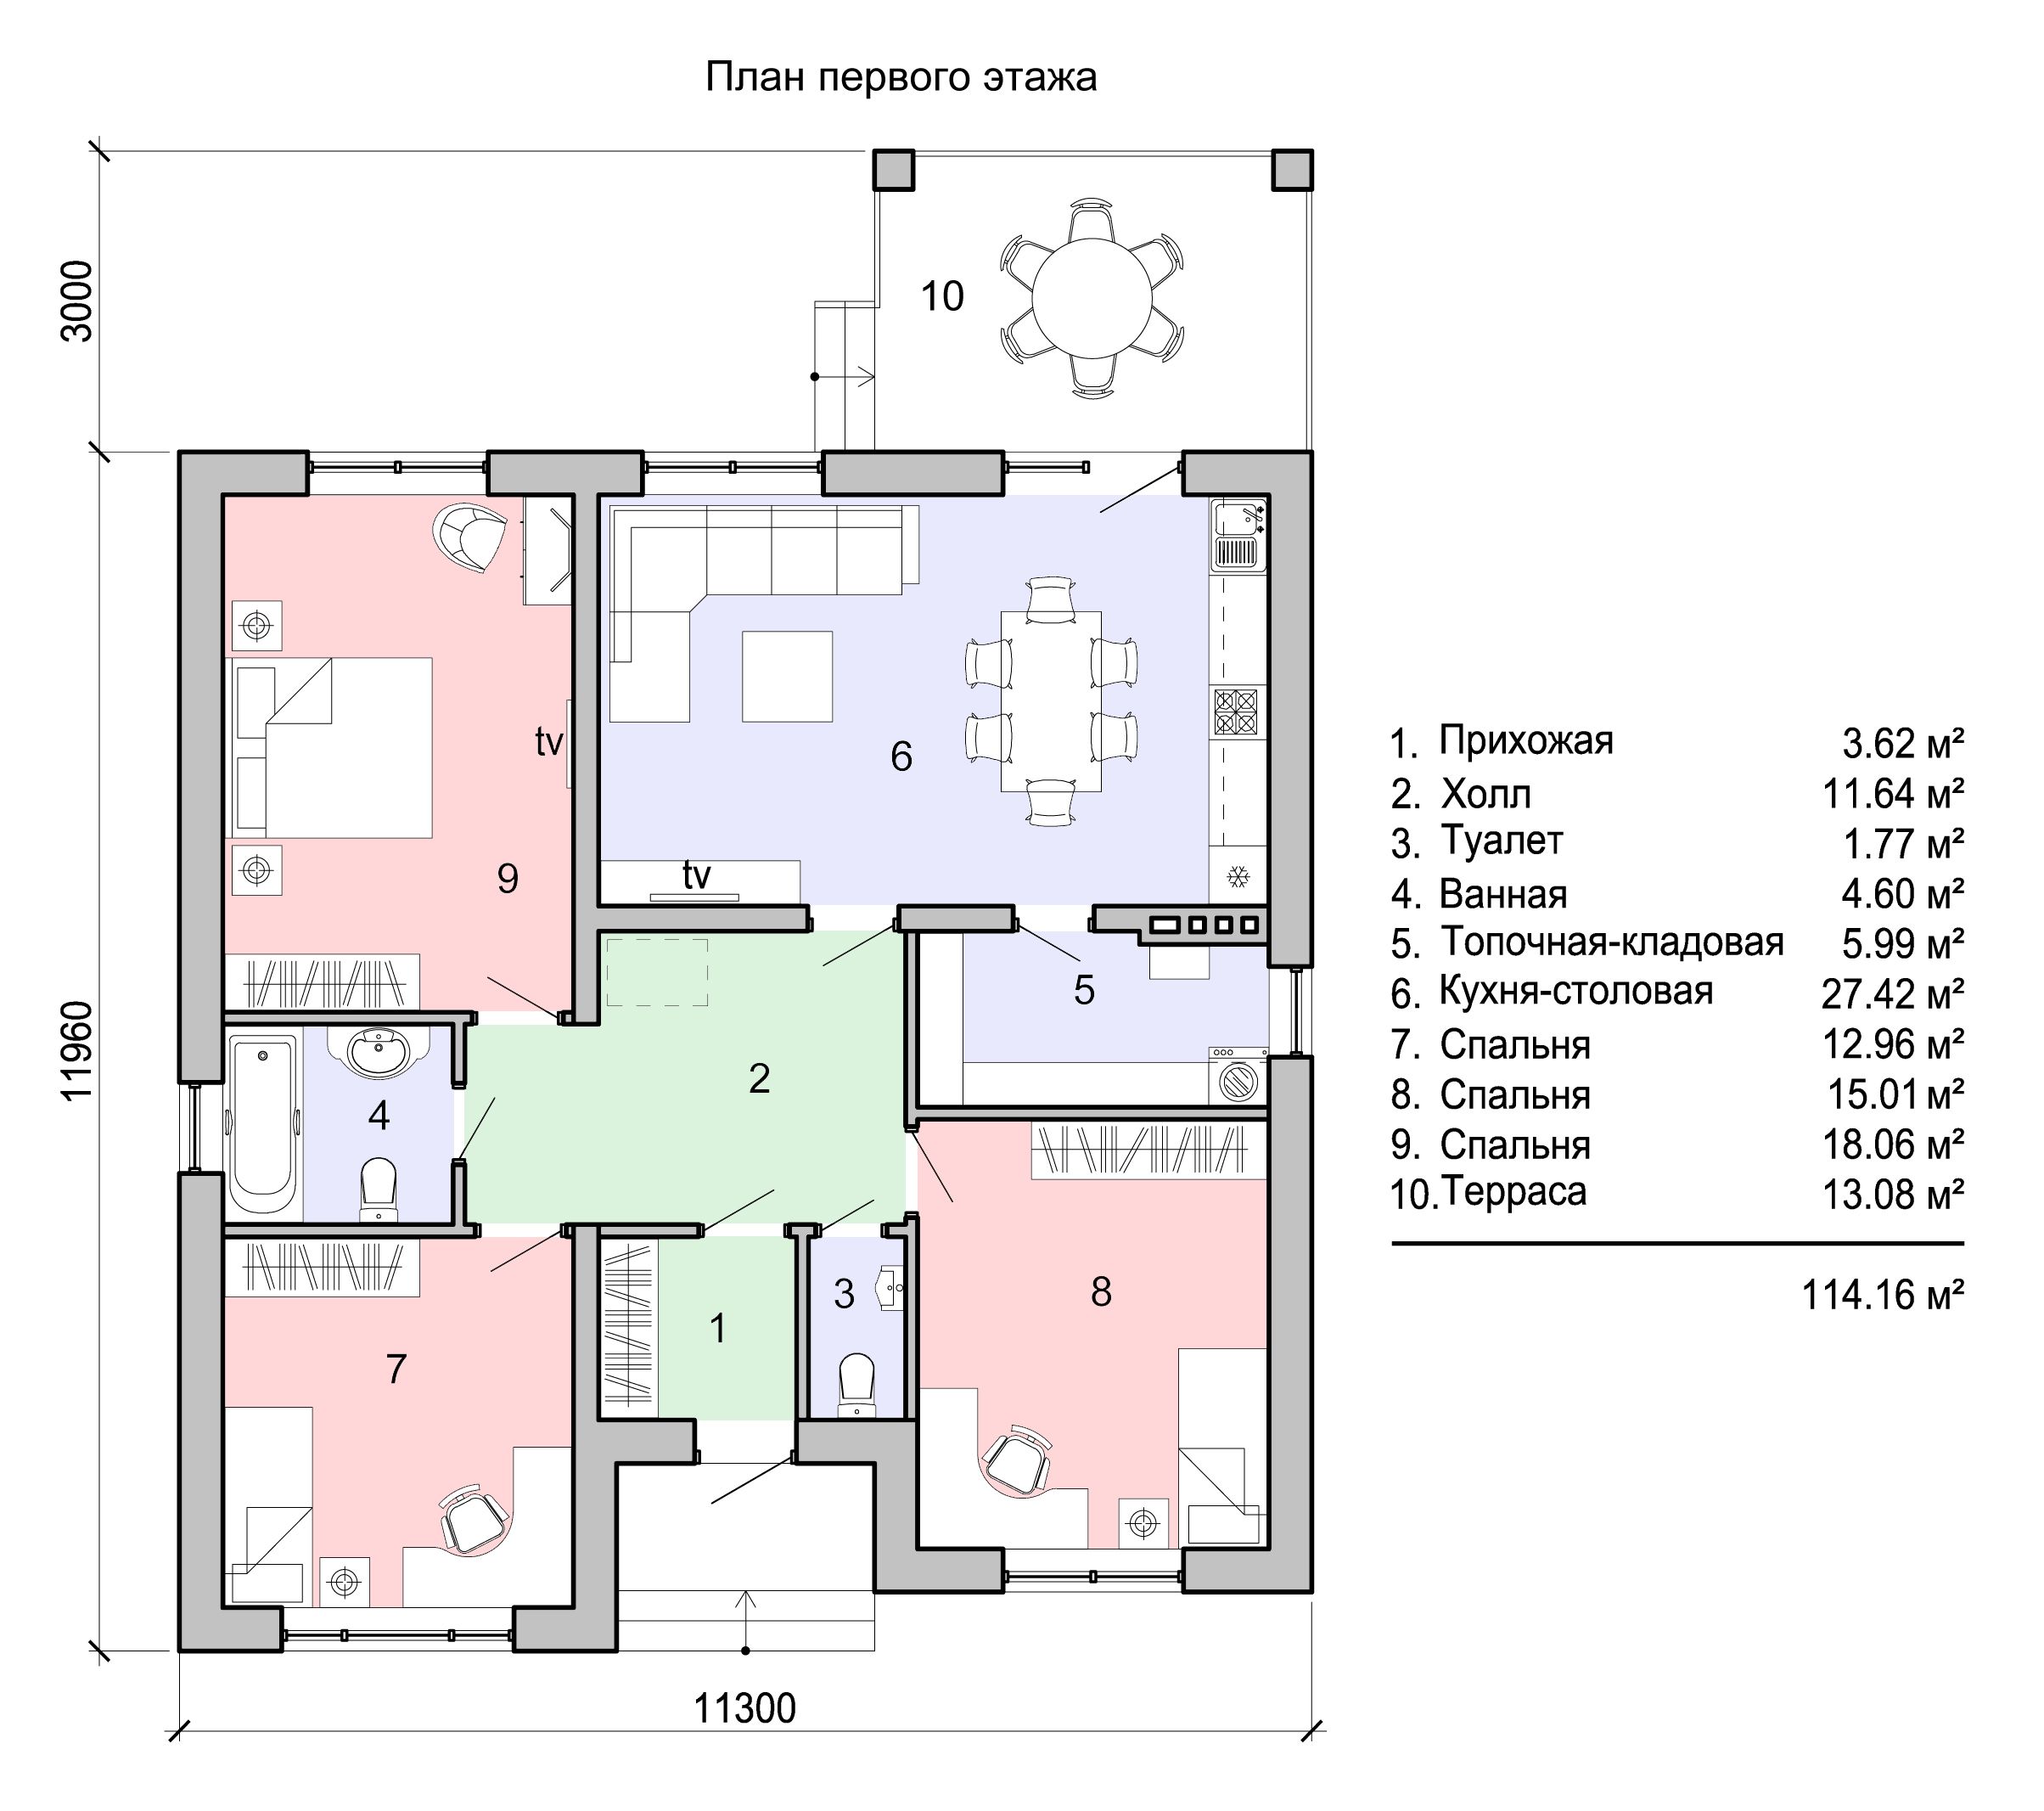 План первого этажа
3000
10
11960
tv
6
9
tv
5
2
4
3
8
1
7
11300
1. Прихожая 3.62 м²
2. Холл 11.64 м²
3. Туалет 1.77 м²
4. Ванная 4.60 м²
5. Топочная-кладовая 5.99 м²
6. Кухня-столовая 27.42 м²
7. Спальня 12.96 м²
8. Спальня 15.01 м²
9. Спальня 18.06 м²
10. Терраса 13.08 м²
114.16 м²